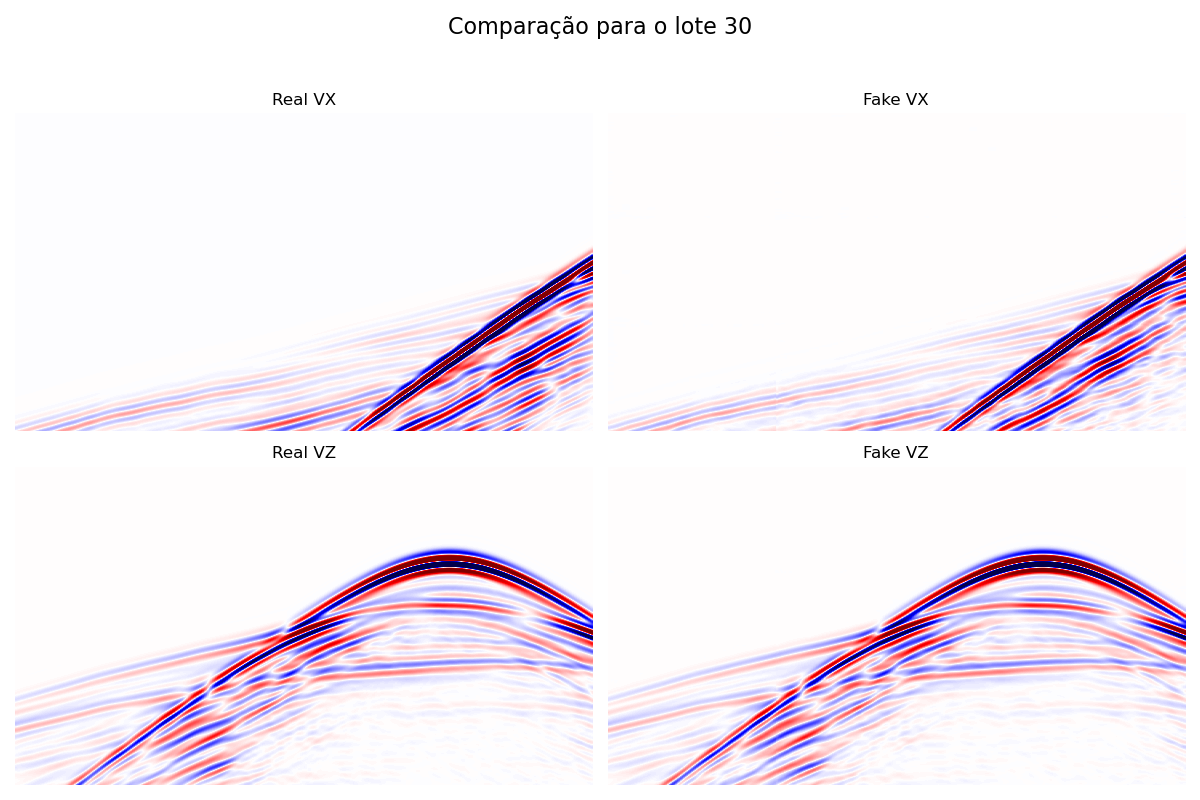 Comparação para o lote 30
Real VX
Fake VX
Real VZ
Fake VZ